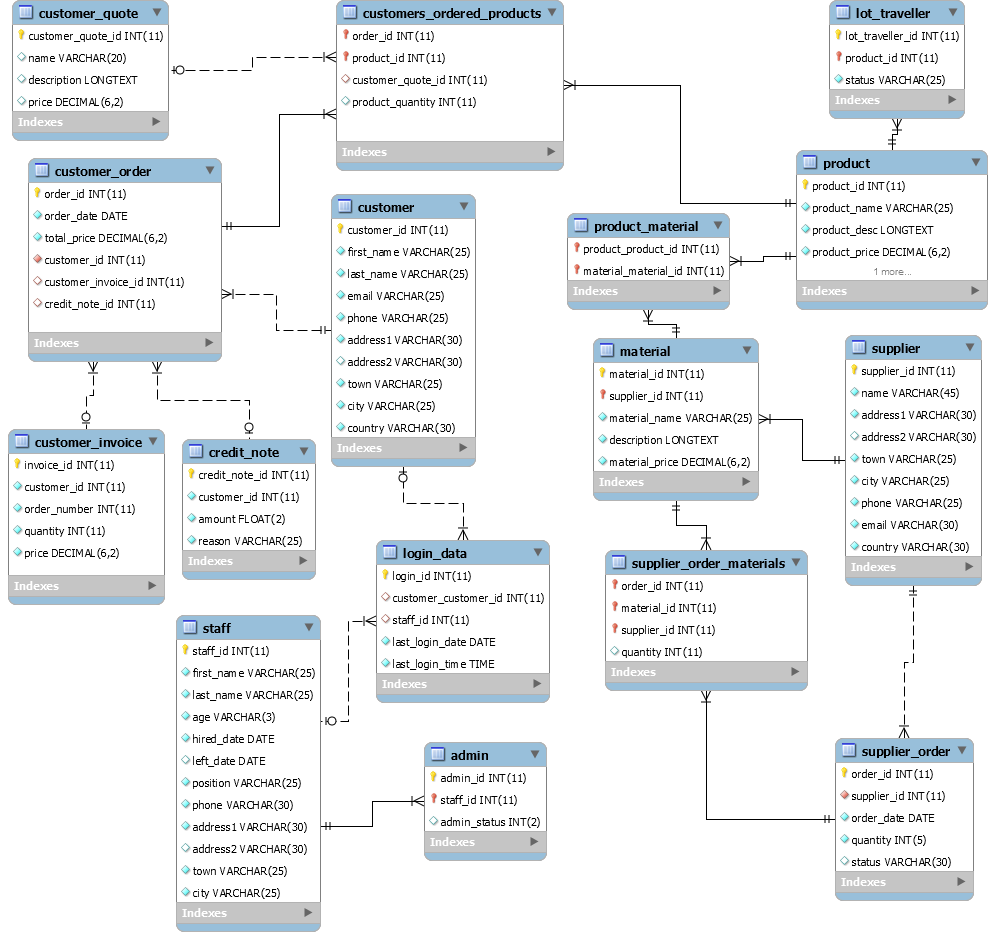 customer_quote
customer_quote_id INT(11)
name VARCHAR(20)
description LONGTEXT
price DECIMAL(6,2)
Indexes
customers_ordered_products
order_id INT(11)
product_id INT(11)
customer_quote_id INT(11)
product_quantity INT(11)
Indexes
lot_traveller
lot_traveller_id INT(11)
product_id INT(11)
status VARCHAR(25)
Indexes
customer_order
order_id INT(11)
order_date DATE
total_price DECIMAL(6,2)
customer_id INT(11)
customer_invoice_id INT(11)
credit_note_id INT(11)
Indexes
customer
customer_id INT(11)
first_name VARCHAR(25)
last_name VARCHAR(25)
email VARCHAR(25)
phone VARCHAR(25)
address1 VARCHAR(30)
address2 VARCHAR(30)
town VARCHAR(25)
city VARCHAR(25)
country VARCHAR(30)
Indexes
product_material
product_product_id INT(11)
material_material_id INT(11)
Indexes
product
product_id INT(11)
product_name VARCHAR(25)
product_desc LONGTEXT
product_price DECIMAL(6,2)
1 more...
Indexes
material
material_id INT(11)
supplier_id INT(11)
material_name VARCHAR(25)
description LONGTEXT
material_price DECIMAL(6,2)
Indexes
supplier
supplier_id INT(11)
name VARCHAR(45)
address1 VARCHAR(30)
address2 VARCHAR(30)
town VARCHAR(25)
city VARCHAR(25)
phone VARCHAR(25)
email VARCHAR(30)
country VARCHAR(30)
Indexes
customer_invoice
invoice_id INT(11)
customer_id INT(11)
order_number INT(11)
quantity INT(11)
price DECIMAL(6,2)
Indexes
credit_note
credit_note_id INT(11)
customer_id INT(11)
amount FLOAT(2)
reason VARCHAR(25)
Indexes
login_data
login_id INT(11)
customer_customer_id INT(11)
staff_id INT(11)
last_login_date DATE
last_login_time TIME
Indexes
supplier_order_materials
order_id INT(11)
material_id INT(11)
supplier_id INT(11)
quantity INT(11)
Indexes
staff
staff_id INT(11)
first_name VARCHAR(25)
last_name VARCHAR(25)
age VARCHAR(3)
hired_date DATE
left_date DATE
position VARCHAR(25)
phone VARCHAR(30)
address1 VARCHAR(30)
address2 VARCHAR(30)
town VARCHAR(25)
city VARCHAR(25)
Indexes
admin
admin_id INT(11)
staff_id INT(11)
admin_status INT(2)
Indexes
supplier_order
order_id INT(11)
supplier_id INT(11)
order_date DATE
quantity INT(5)
status VARCHAR(30)
Indexes